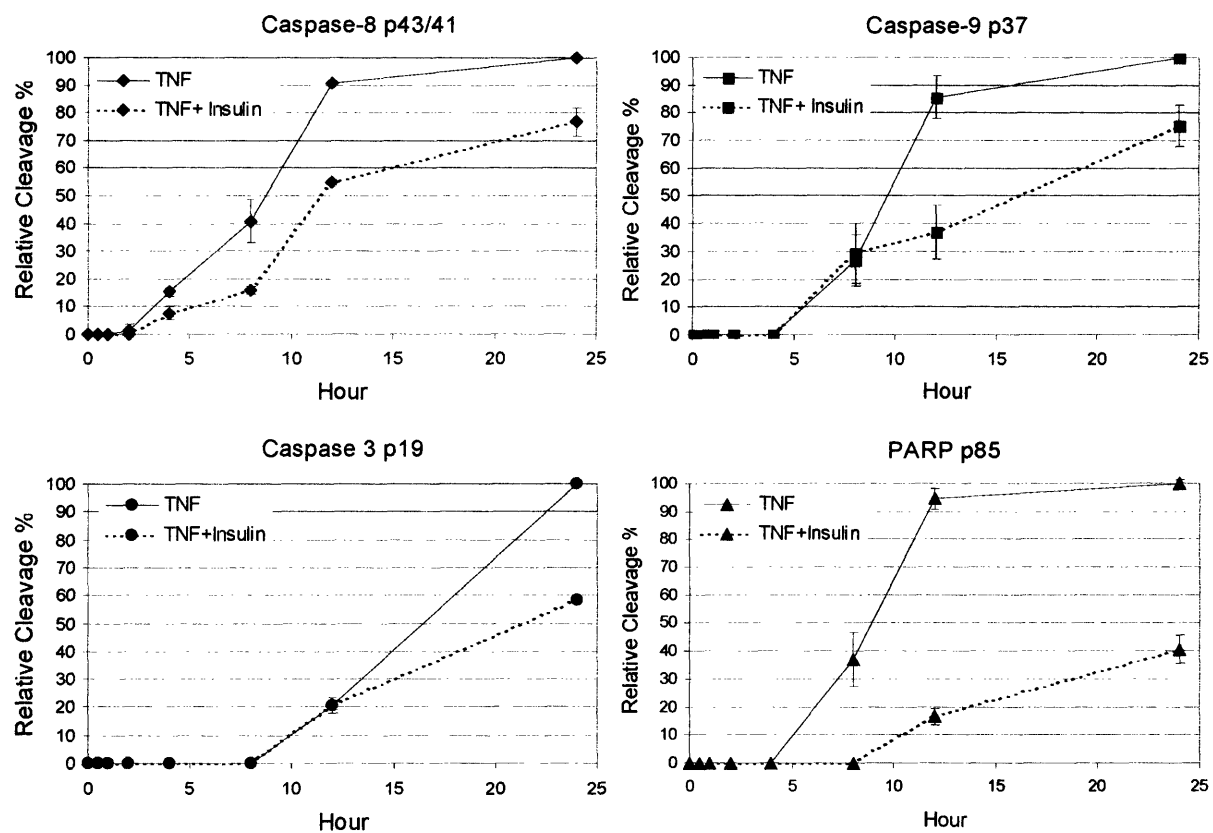 Caspase-8 p43/41
100
90
80
70
60
50
40
30
20
10
0
Relative Cleavage %
TNF
TNF+ Insulin
0 5 10 15 20 25
Hour
Caspase-9 p37
100
90
80
70
60
50
40
30
20
10
0
Relative Cleavage %
TNF
TNF+Insulin
0 5 10 15 20 25
Hour
Caspase 3 p19
100
90
80
70
60
50
40
30
20
10
0
Relative Cleavage %
TNF
TNF+Insulin
0 5 10 15 20 25
Hour
PARP p85
100
90
80
70
60
50
40
30
20
10
0
Relative Cleavage %
TNF
TNF+Insulin
0 5 10 15 20 25
Hour